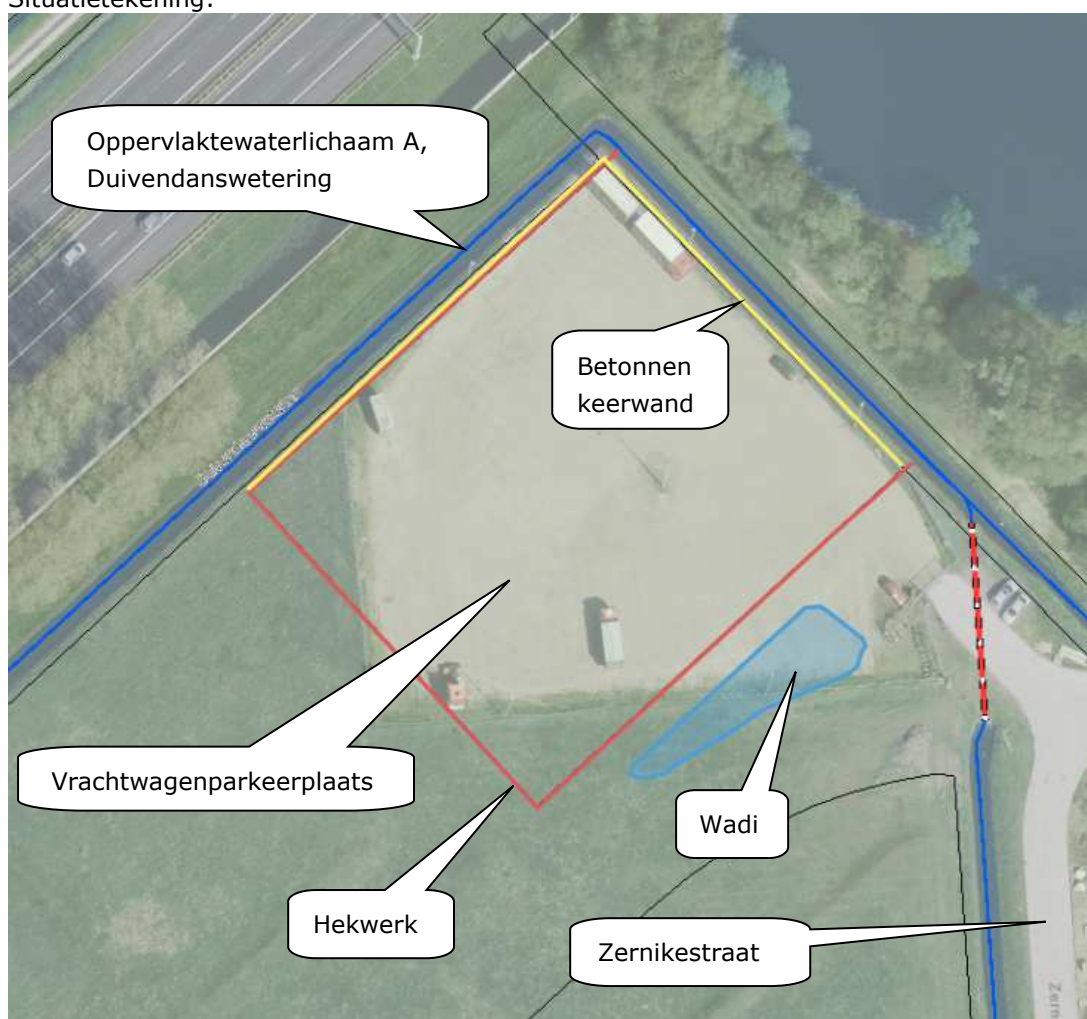 Situatietekening:
Oppervlaktewaterlichaam A,
Duivendanswetering
Betonnen
keerwand
Vrachtwagenparkeerplaats
Wadi
Hekwerk
Zernikestraat